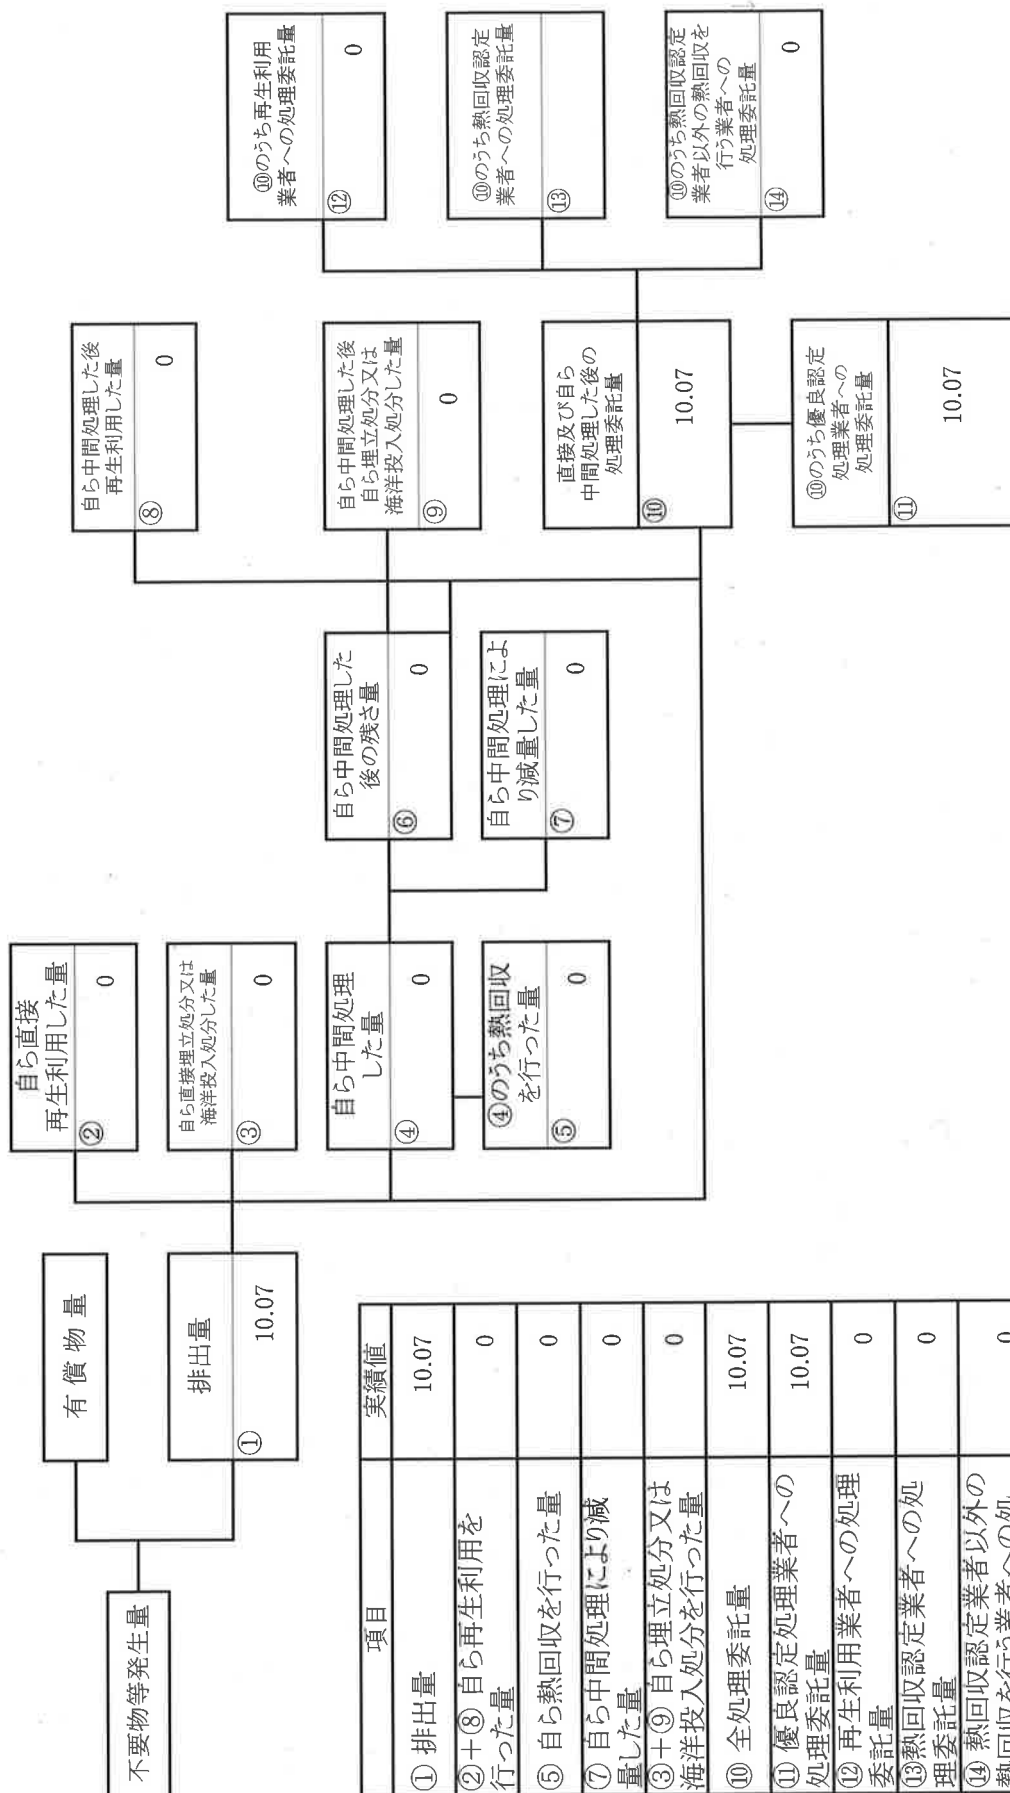 不要物等発生量
有償物量
排出量
①
10.07
自ら直接
再生利用した量
②
0
自ら直接埋立処分又は
海洋投入処分した量
③
0
自ら中間処理
した量
④
0
④のうち熱回収
を行った量
⑤
0
自ら中間処理した
後の残さ量
⑥
0
自ら中間処理によ
り減量した量
⑦
0
自ら中間処理した後
再生利用した量
⑧
0
自ら中間処理した後
自ら埋立処分又は
海洋投入処分した量
⑨
0
直接及び自ら
中間処理した後の
処理委託量
⑩
10.07
⑩のうち優良認定
処理業者への
処理委託量
⑪
10.07
⑩のうち再生利用
業者への処理委託量
⑫
0
⑩のうち熱回収認定
業者への処理委託量
⑬
⑩のうち熱回収認定
業者以外の熱回収を
行う業者への
処理委託量
⑭
0
項目 実績値
①排出量 10.07
②+⑧自ら再生利用を
行った量 0
⑤自ら熱回収を行った量 0
⑦自ら中間処理により減
量した量 0
③+⑨自ら埋立処分又は
海洋投入処分を行った量 0
⑩全処理委託量 10.07
⑪優良認定処理業者への
処理委託量 10.07
⑫再生利用業者への処理
委託量 0
⑬熱回収認定業者への処
理委託量 0
⑭熱回収認定業者以外の
熱回収を行う業者への処 0